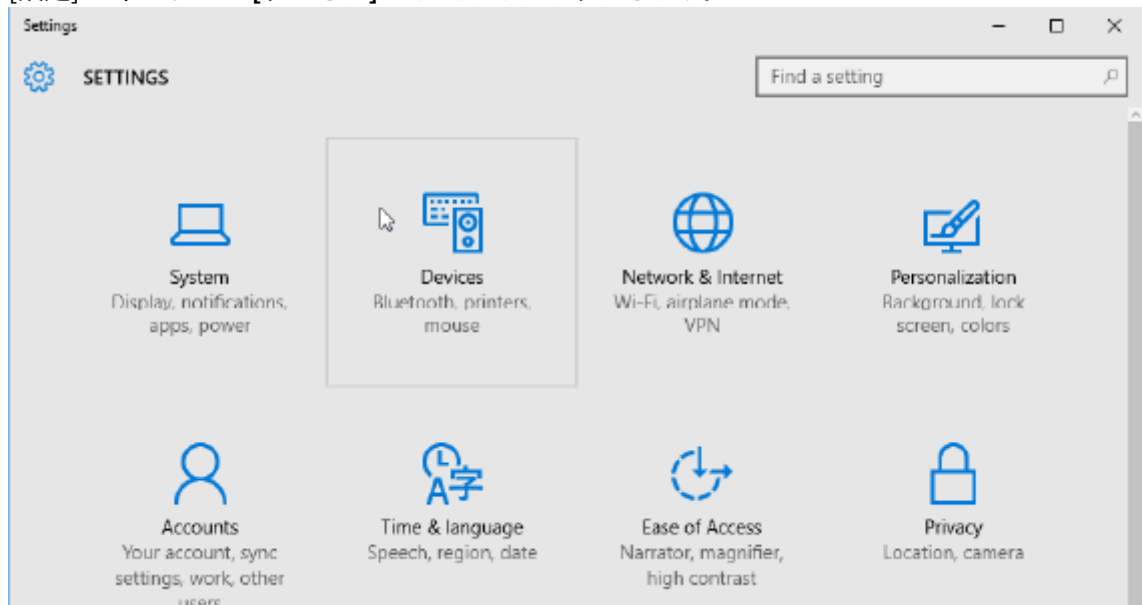 Settings
SETTINGS
Find a setting
System
Display, notifications,
apps, power
Devices
Bluetooth, printers,
mouse
Network & Internet
Wi-Fi, airplane mode,
VPN
Personalization
Background, lock
screen, colors
Accounts
Your account, sync
settings, work, other
users
Time & language
Speech, region, date
Ease of Access
Narrator, magnifier,
high contrast
Privacy
Location, camera